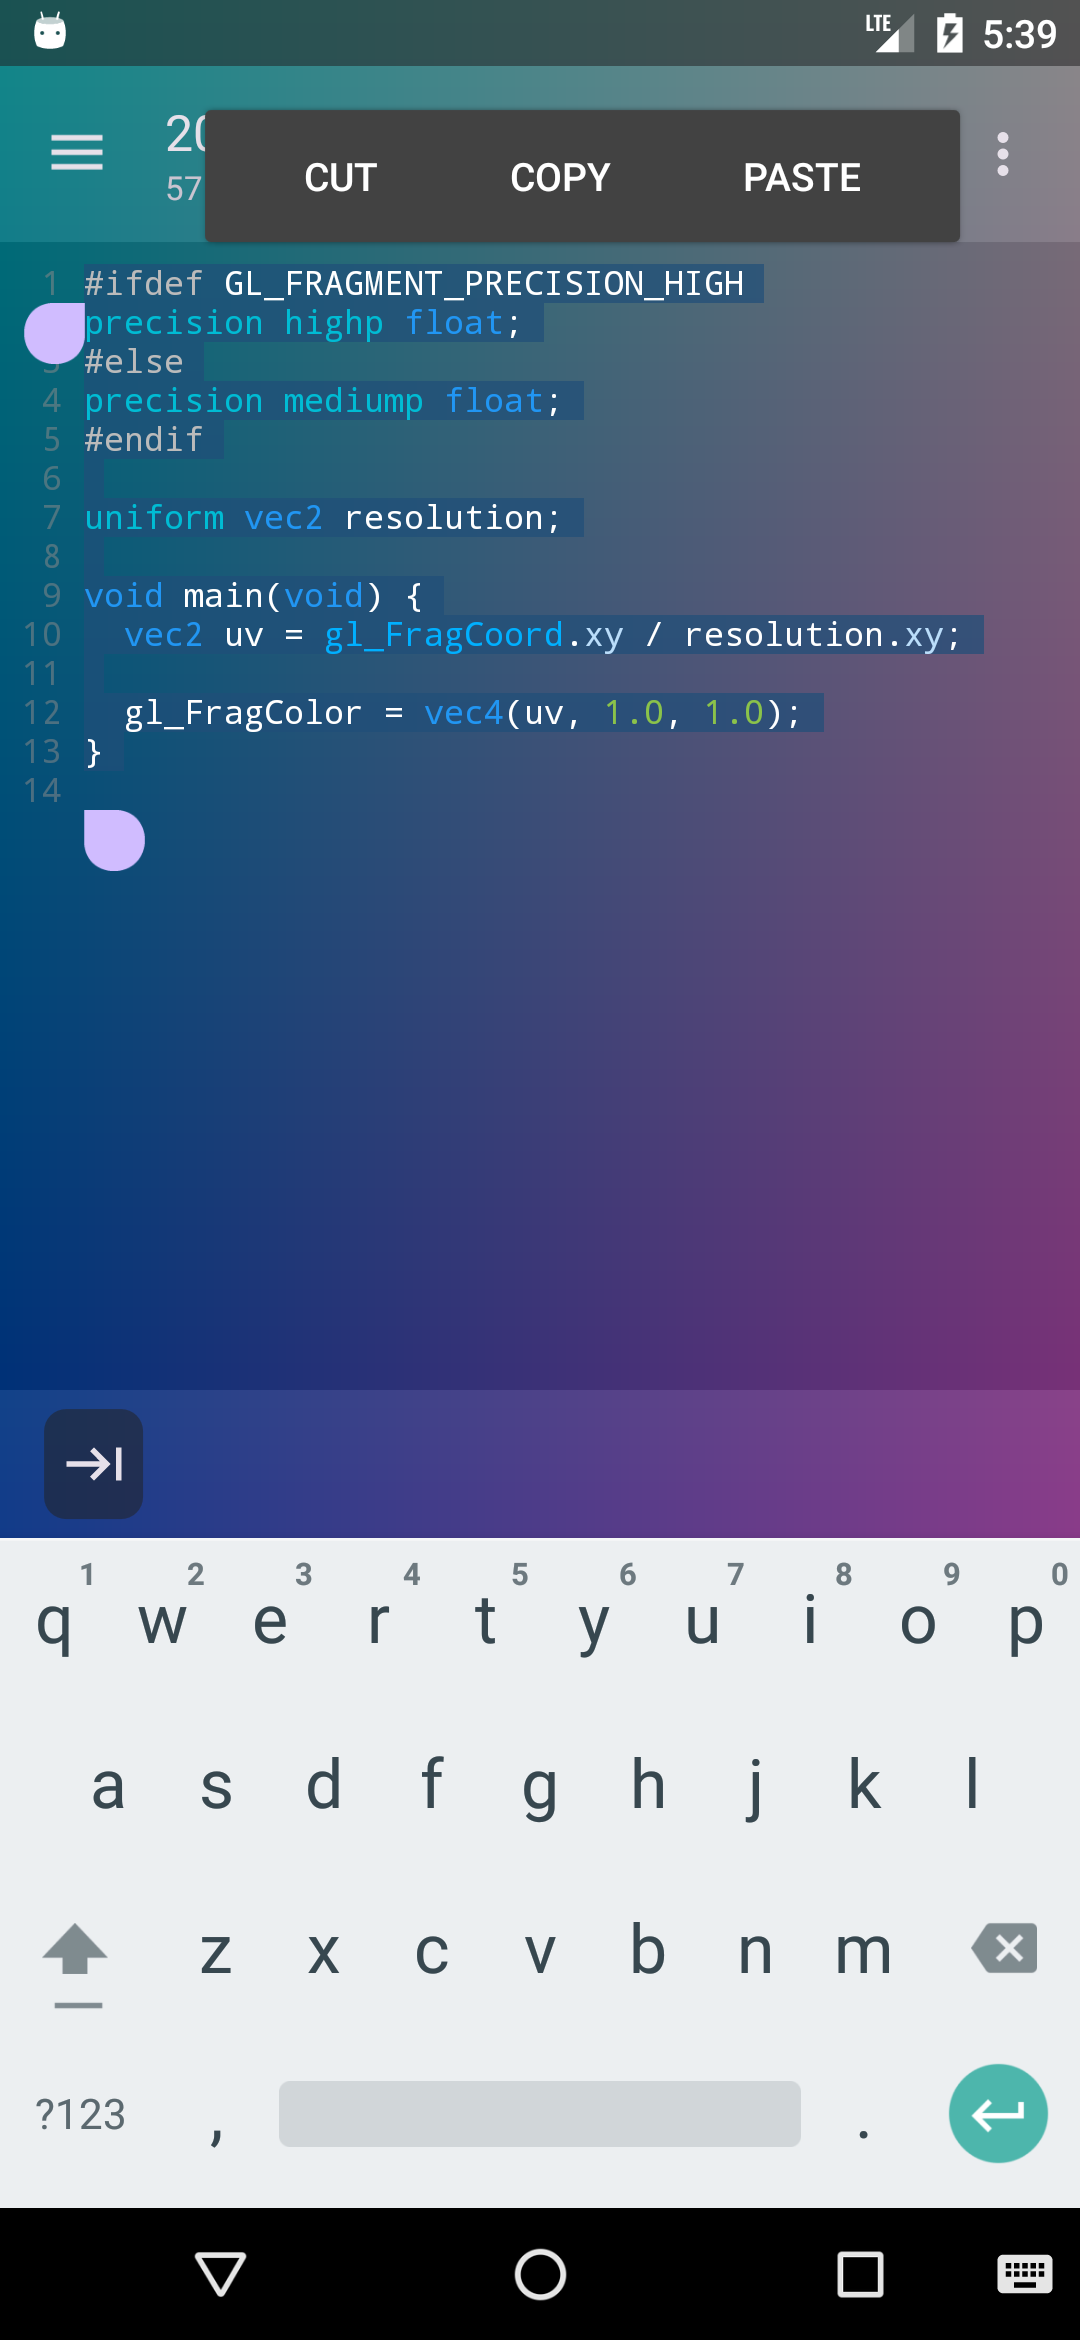 LTE 5:39
20
57
CUT COPY PASTE
1 #ifdef GL_FRAGMENT_PRECISION_HIGH
precision highp float;
3 #else
4 precision mediump float;
5 #endif
6
7 uniform vec2 resolution;
8
9 void main(void) {
10   vec2 uv = gl_FragCoord.xy / resolution.xy;
11
12   gl_FragColor = vec4(uv, 1.0, 1.0);
13 }
14
1 2 3 4 5 6 7 8 9 0
q w e r t y u i o p
a s d f g h j k l
z x c v b n m
?123 , .